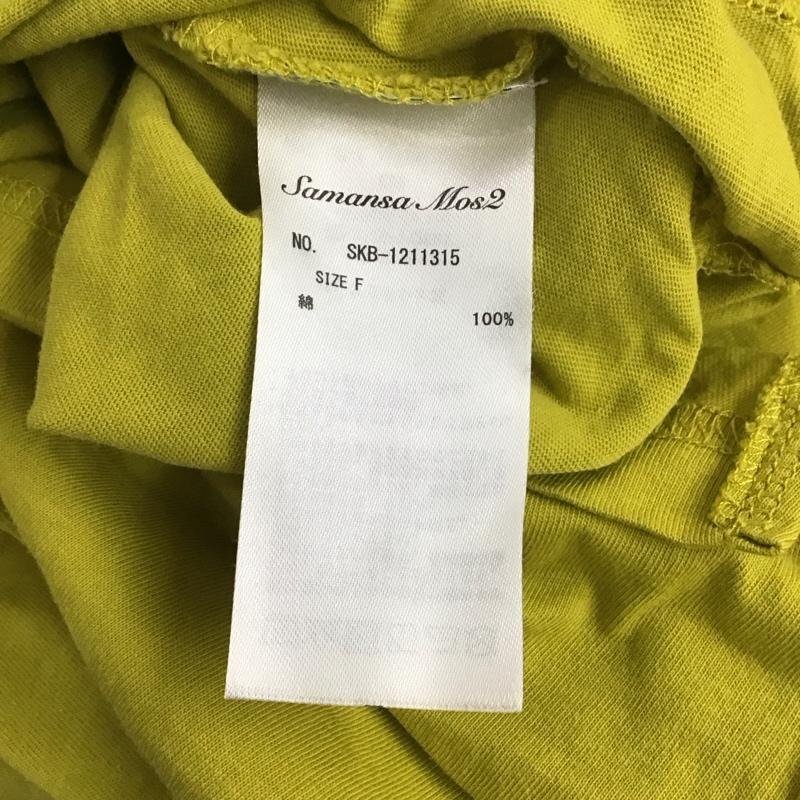 Samansa Mos2
NO. SKB-1211315
SIZE F
綿 100%